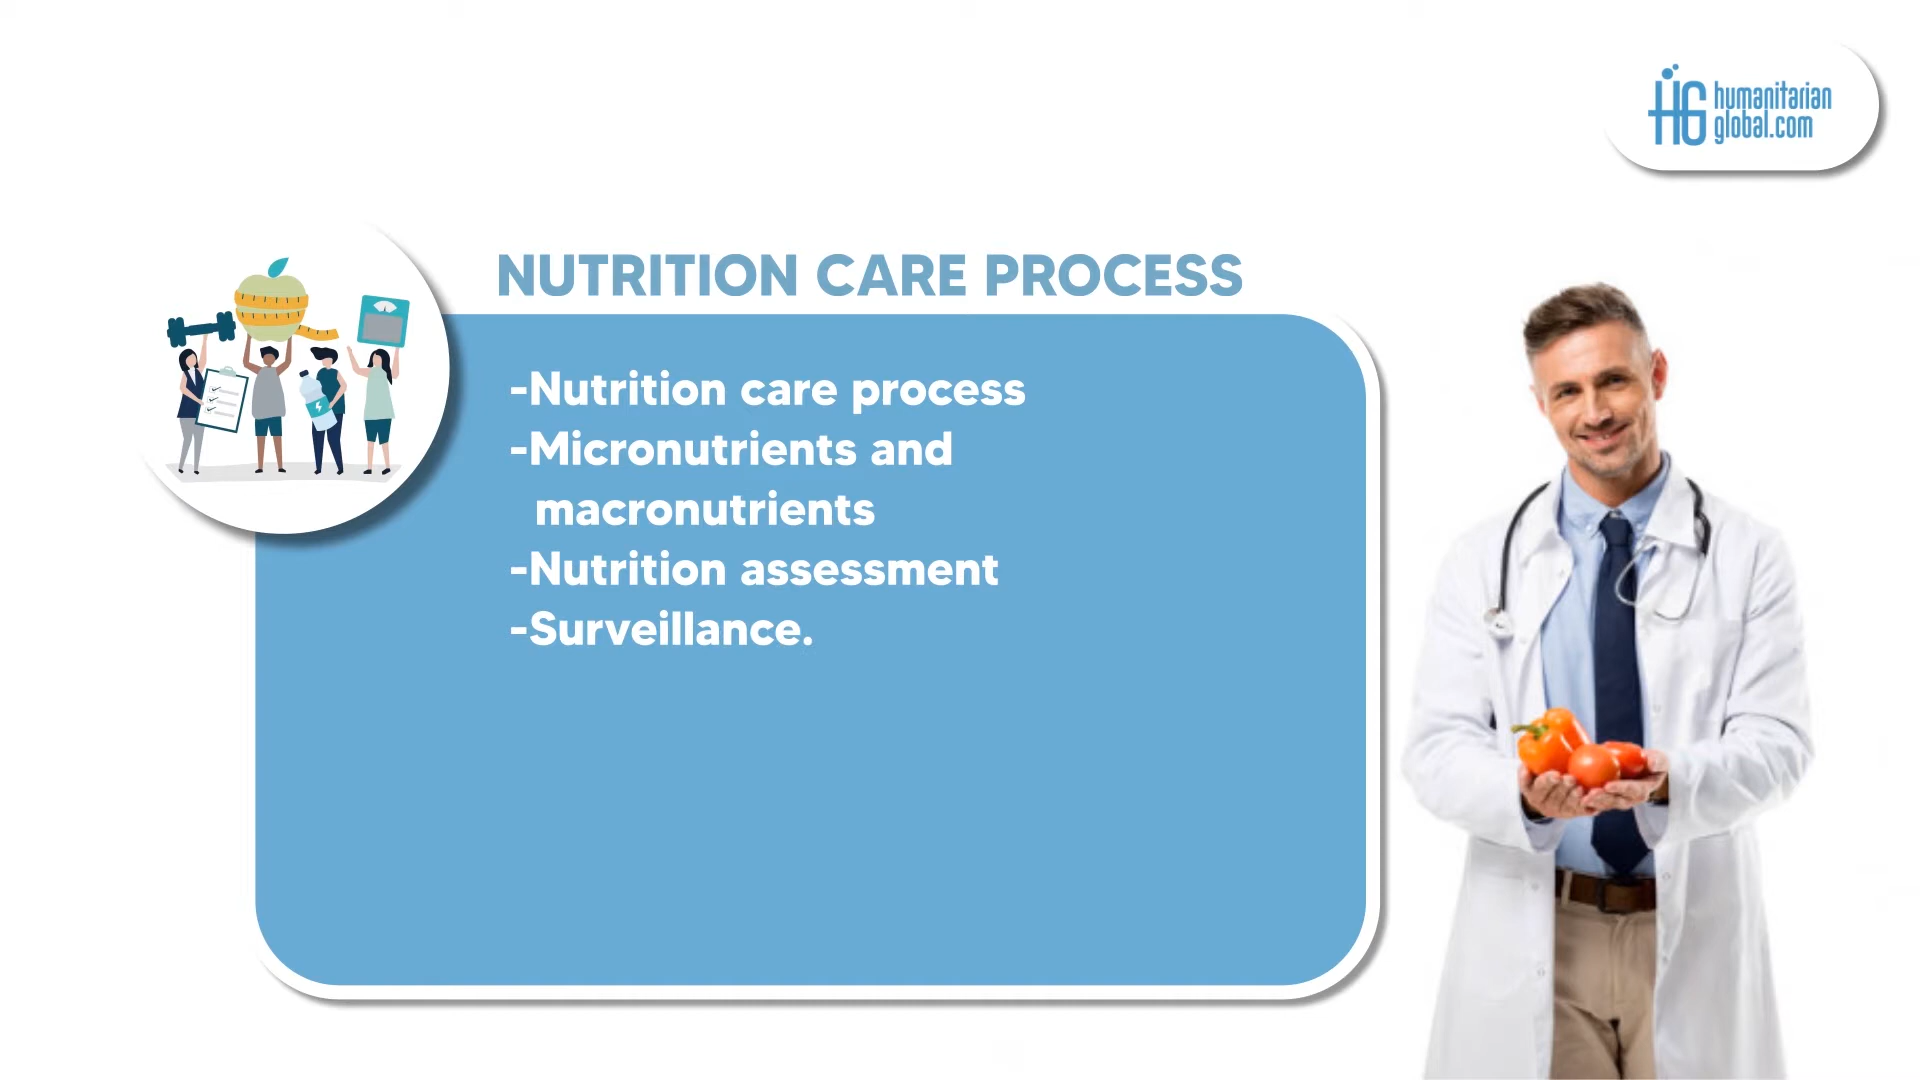 humanitarian
global.com
NUTRITION CARE PROCESS
-Nutrition care process
-Micronutrients and
macronutrients
-Nutrition assessment
-Surveillance.